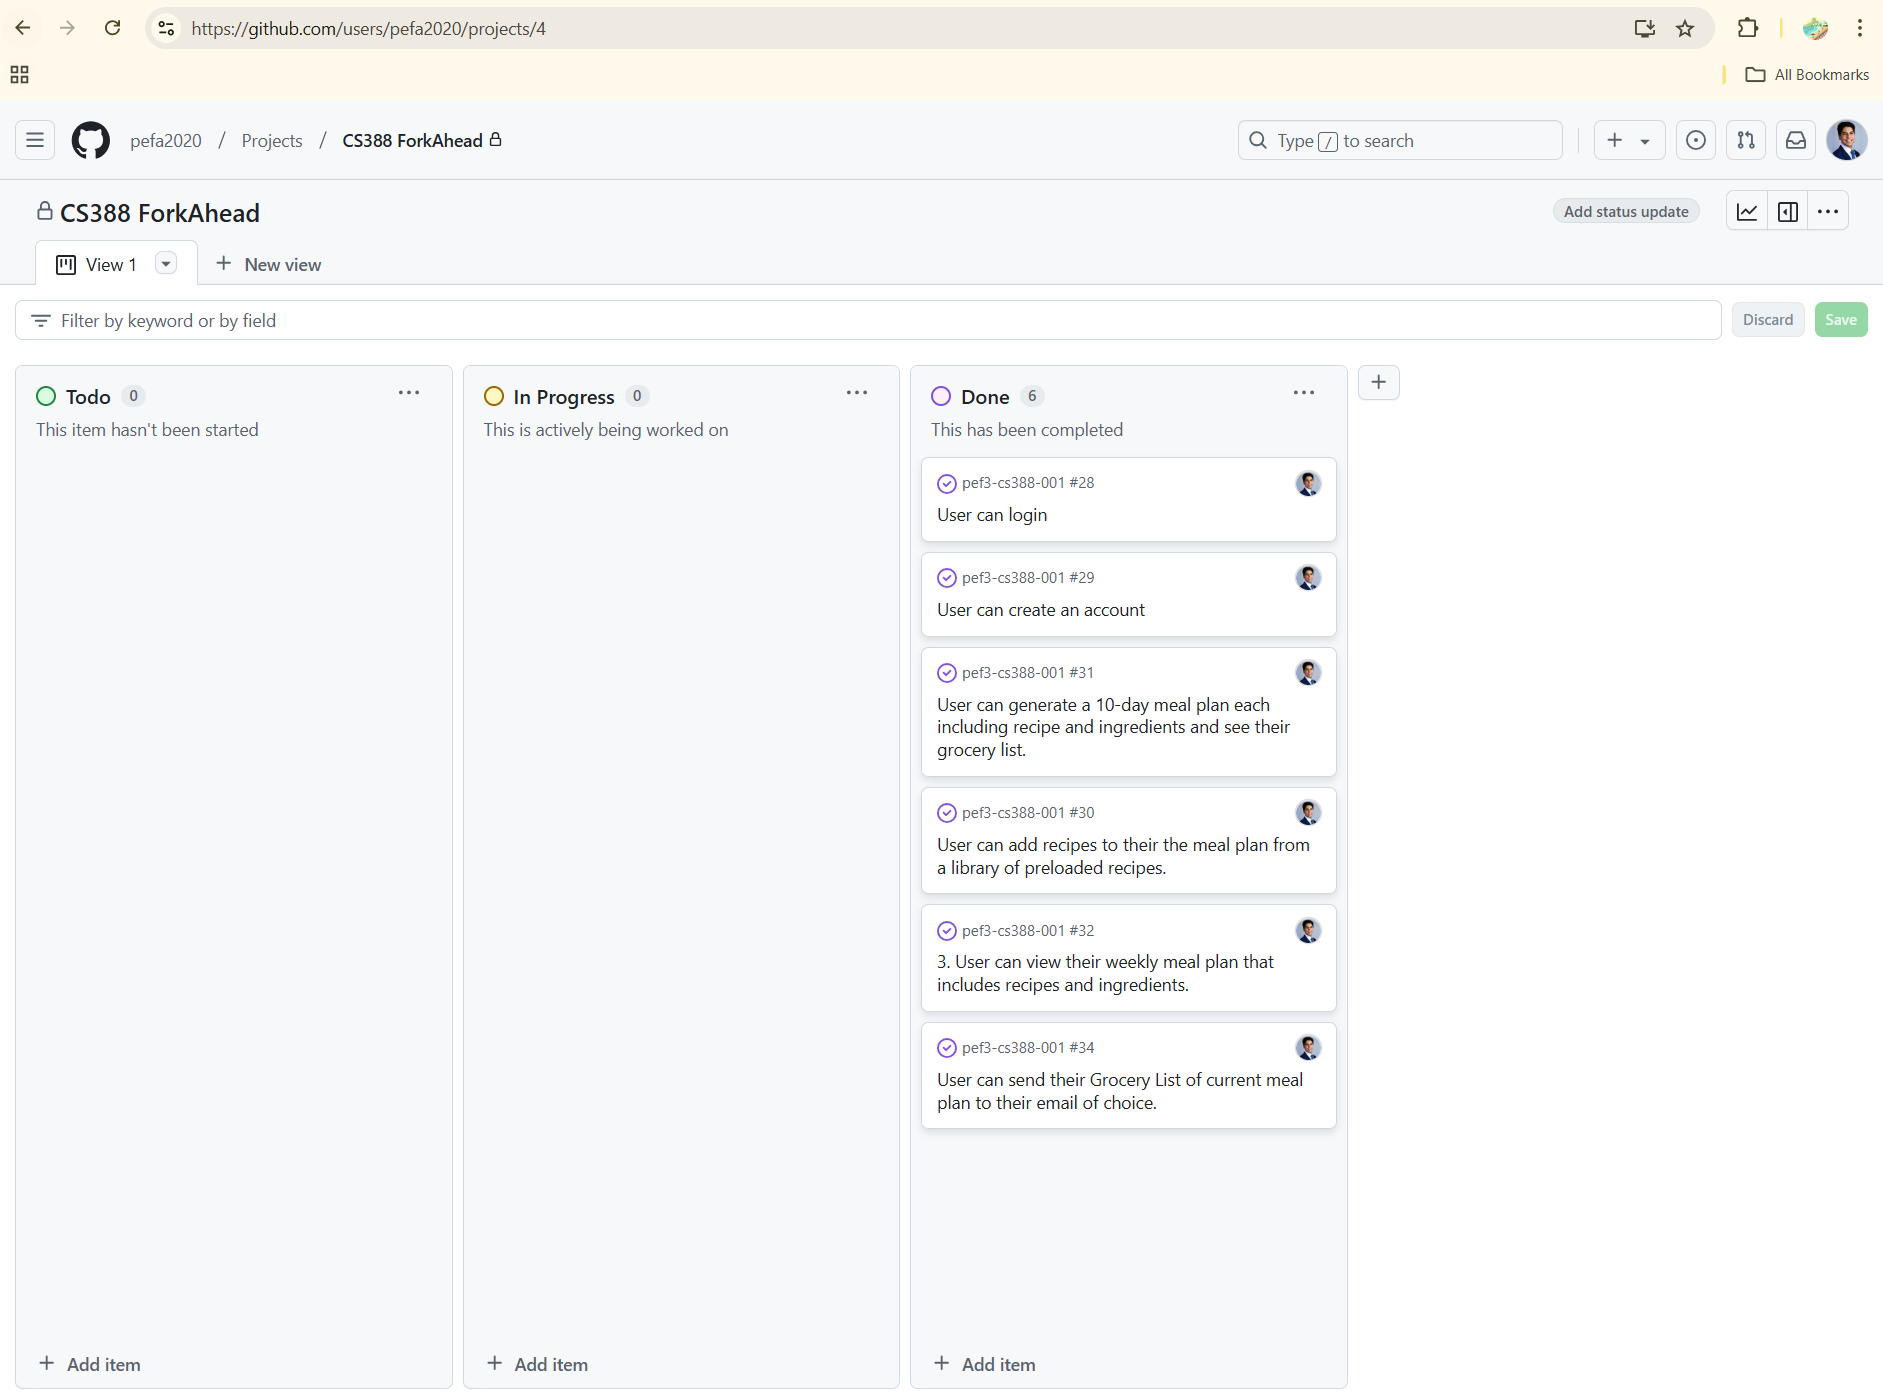 https://github.com/users/pefa2020/projects/4
All Bookmarks
pefa2020 / Projects / CS388 ForkAhead
Type / to search
CS388 ForkAhead
Add status update
View 1
New view
Filter by keyword or by field
Discard
Save
Todo 0
This item hasn't been started
Add item
In Progress 0
This is actively being worked on
Add item
Done 6
This has been completed
pef3-cs388-001 #28
User can login
pef3-cs388-001 #29
User can create an account
pef3-cs388-001 #31
User can generate a 10-day meal plan each
including recipe and ingredients and see their
grocery list.
pef3-cs388-001 #30
User can add recipes to their the meal plan from
a library of preloaded recipes.
pef3-cs388-001 #32
3. User can view their weekly meal plan that
includes recipes and ingredients.
pef3-cs388-001 #34
User can send their Grocery List of current meal
plan to their email of choice.
Add item